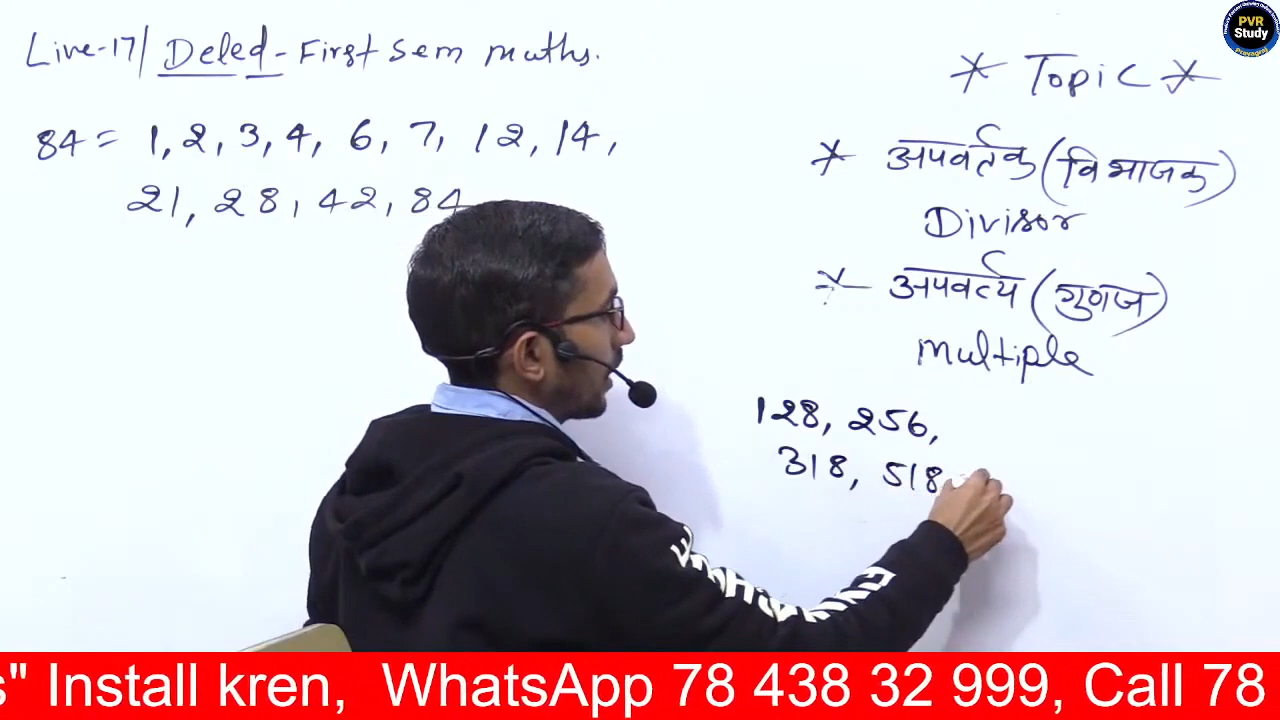 Live-17/ Deled - First Sem maths.
84 = 1, 2, 3, 4, 6, 7, 12, 14,
21, 28, 42, 84
* Topic *
* अपवर्तक (विभाजक)
Divisor
* अपवर्त्य (गुणज)
multiple
128, 256,
318, 518
PVR
Study
Prayagraj
s" Install kren, WhatsApp 78 438 32 999, Call 78